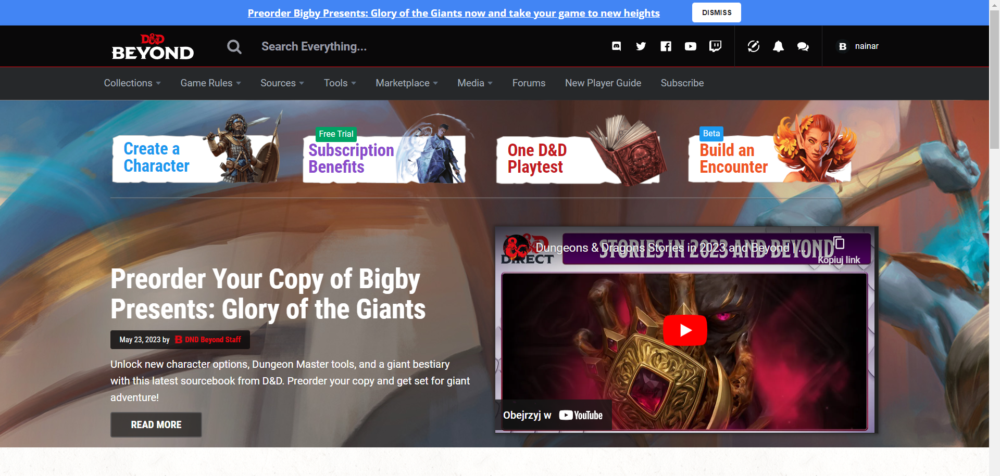 Preorder Bigby Presents: Glory of the Giants now and take your game to new heights
DISMISS
D&D
BEYOND
Search Everything...
B
nainar
Collections
Game Rules
Sources
Tools
Marketplace
Media
Forums
New Player Guide
Subscribe
Create a
Character
Free Trial
Subscription
Benefits
One D&D
Playtest
Beta
Build an
Encounter
Preorder Your Copy of Bigby
Presents: Glory of the Giants
May 23, 2023 by B DND Beyond Staff
Unlock new character options, Dungeon Master tools, and a giant bestiary
with this latest sourcebook from D&D. Preorder your copy and get set for giant
adventure!
READ MORE
D&D
DIRECT
STORIES IN 2023 AND BEYOND
Dungeons & Dragons Stories in 2023 and Beyond | ...
Kopiuj link
Obejrzyj w YouTube